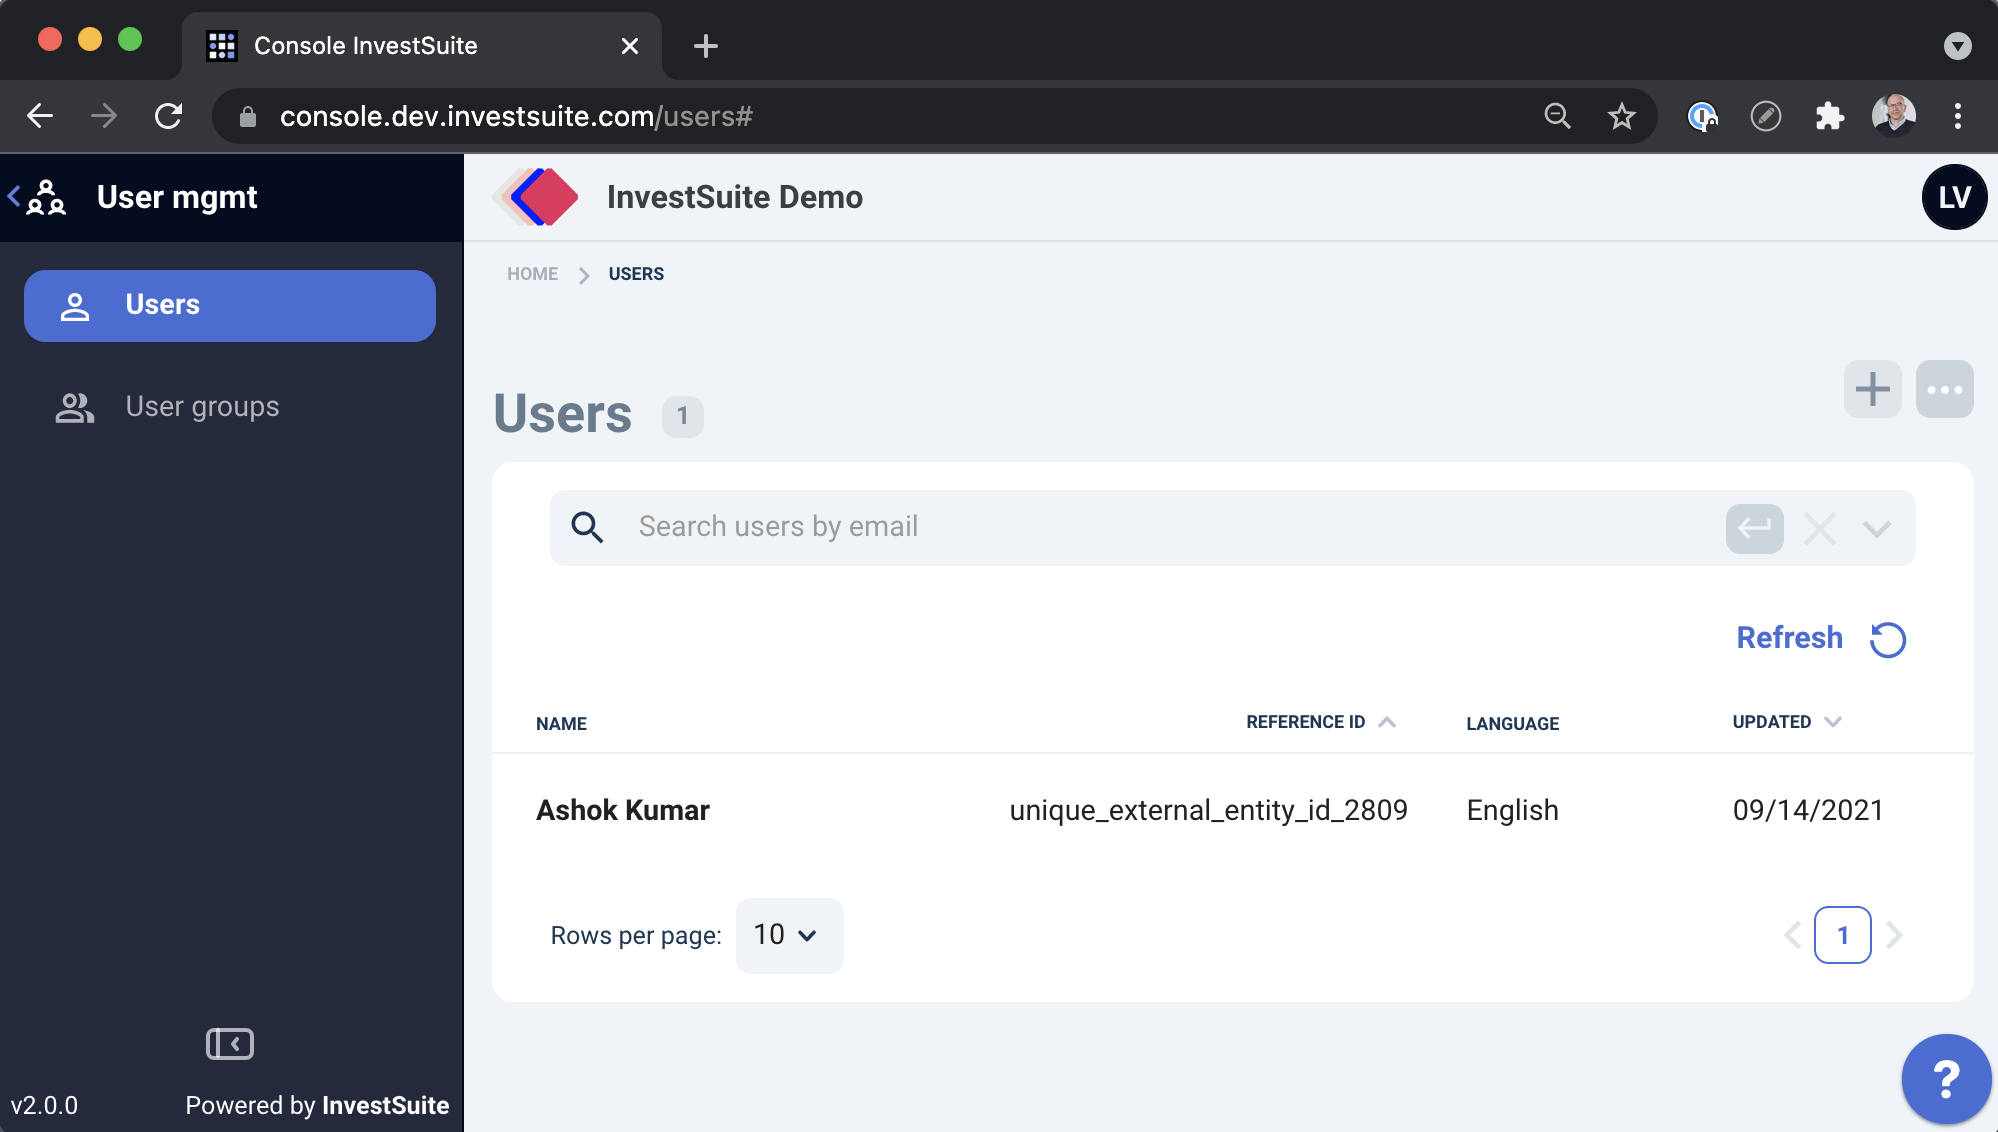 Console InvestSuite
console.dev.investsuite.com/users#
User mgmt
InvestSuite Demo
LV
HOME
USERS
Users
User groups
Users
1
Search users by email
Refresh
NAME
REFERENCE ID
LANGUAGE
UPDATED
Ashok Kumar
unique_external_entity_id_2809
English
09/14/2021
Rows per page:
10
1
v2.0.0
Powered by InvestSuite
?